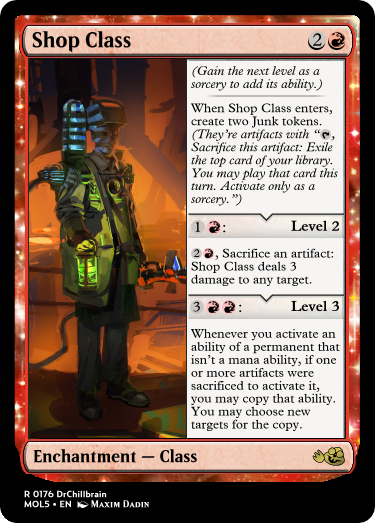 Shop Class 2
(Gain the next level as a
sorcery to add its ability.)
When Shop Class enters,
create two Junk tokens.
(They're artifacts with “,
Sacrifice this artifact: Exile
the top card of your library.
You may play that card this
turn. Activate only as a
sorcery.”)
1 : Level 2
2 , Sacrifice an artifact:
Shop Class deals 3
damage to any target.
3 : Level 3
Whenever you activate an
ability of a permanent that
isn't a mana ability, if one
or more artifacts were
sacrificed to activate it,
you may copy that ability.
You may choose new
targets for the copy.
Enchantment — Class
R 0176 DrChillbrain
MOL5 • EN Maxim Dadin